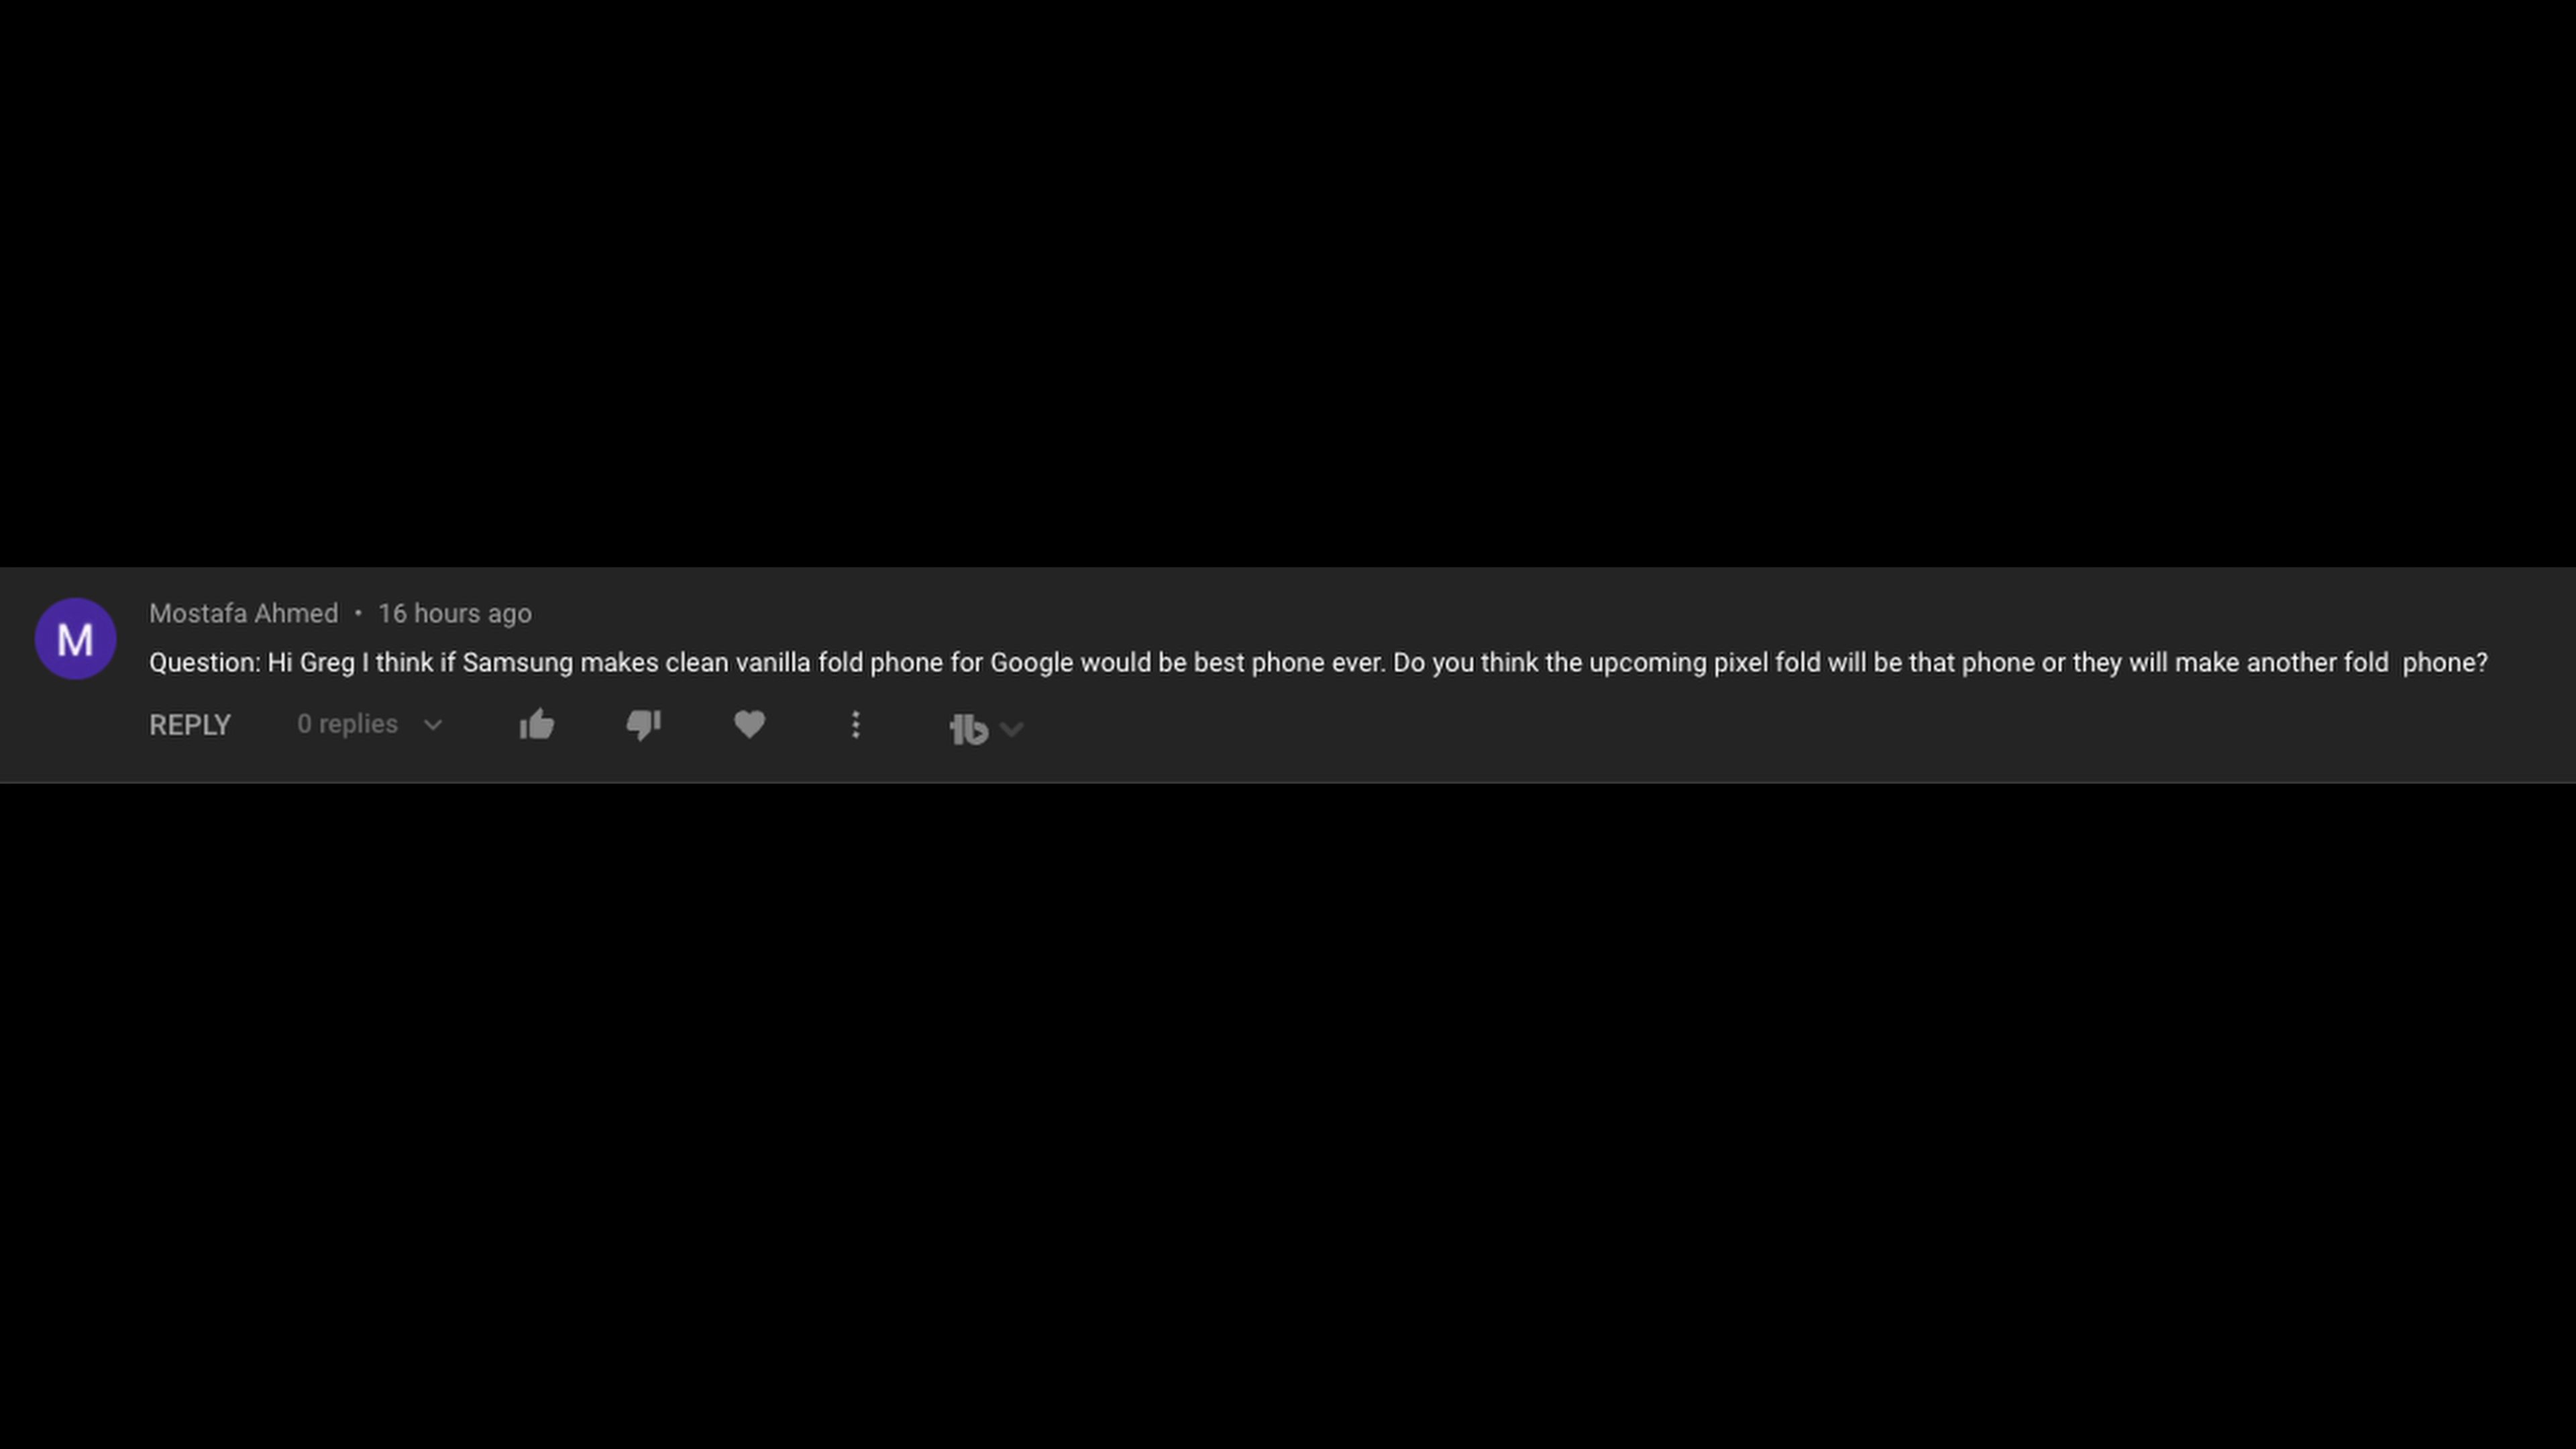 M
Mostafa Ahmed • 16 hours ago
Question: Hi Greg I think if Samsung makes clean vanilla fold phone for Google would be best phone ever. Do you think the upcoming pixel fold will be that phone or they will make another fold  phone?
REPLY 0 replies tb